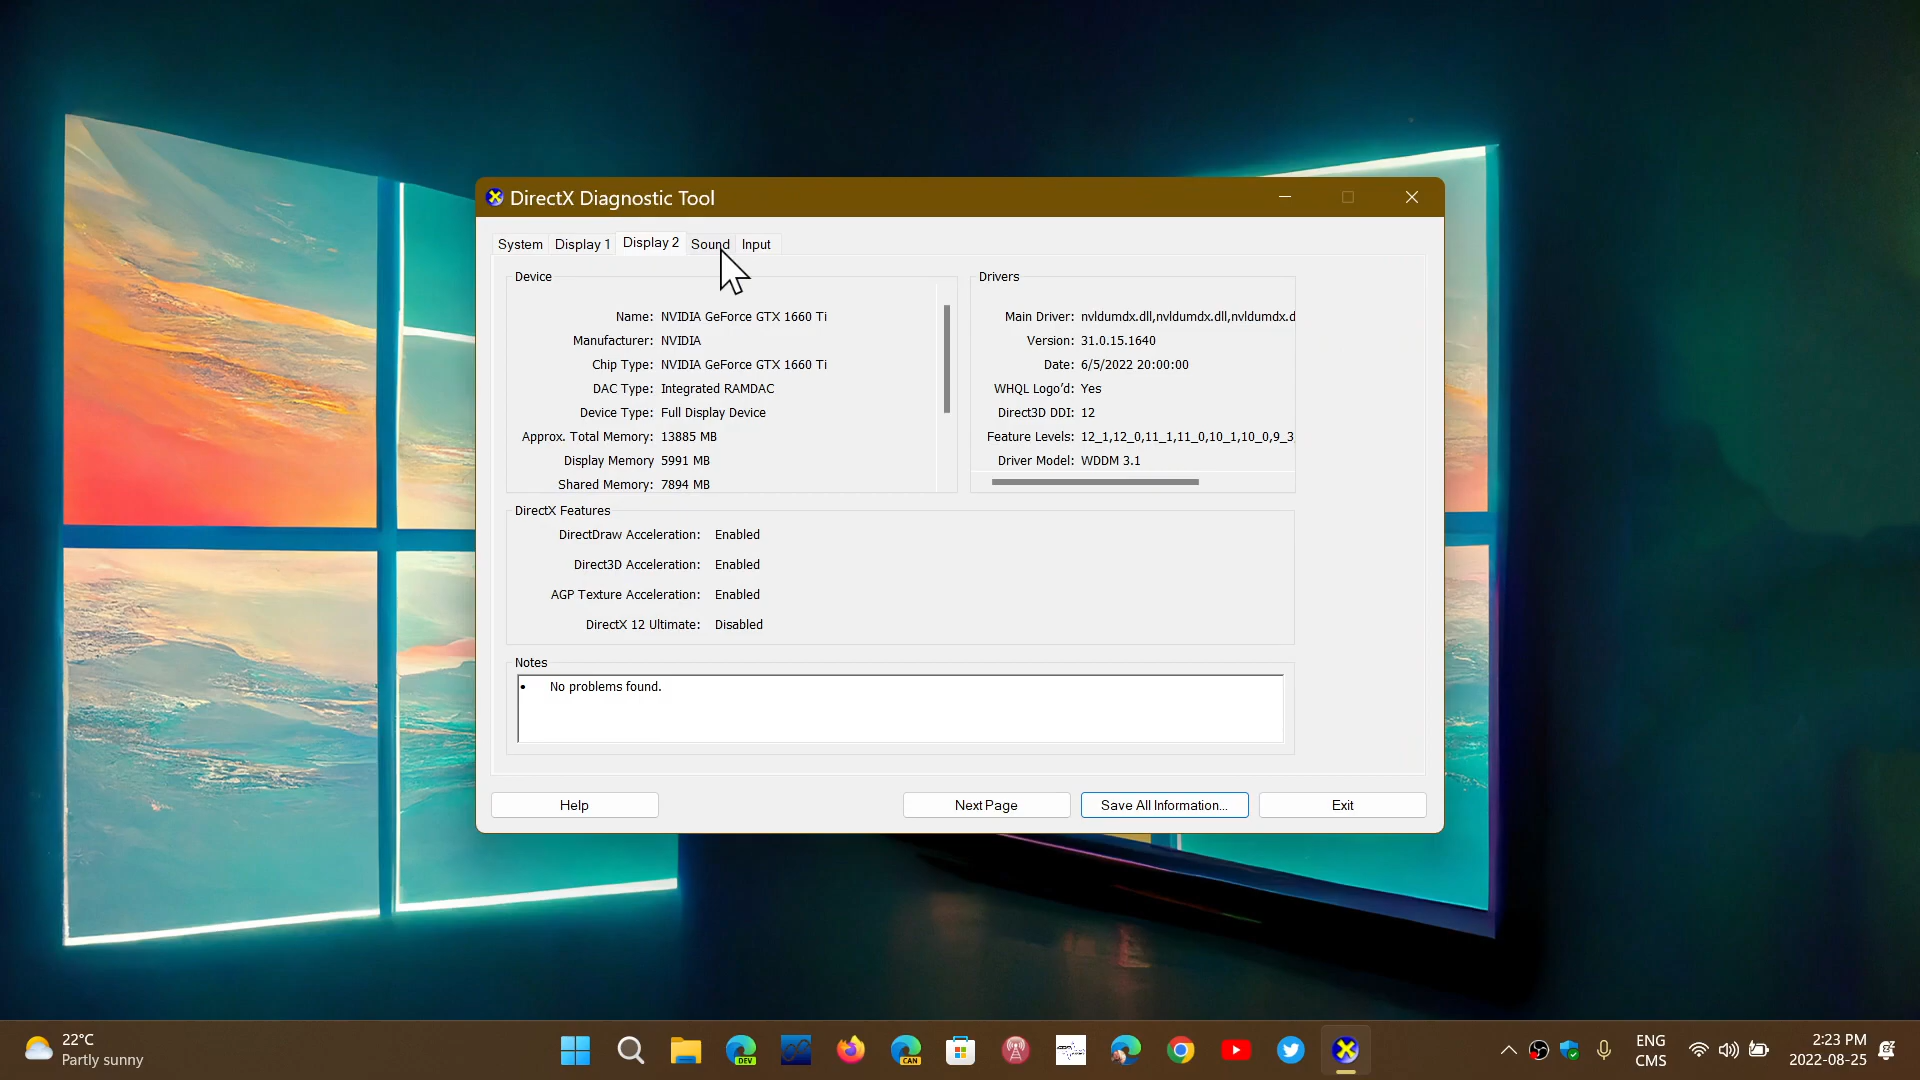 DirectX Diagnostic Tool
System Display 1 Display 2 Sound Input
Device
Name: NVIDIA GeForce GTX 1660 Ti
Manufacturer: NVIDIA
Chip Type: NVIDIA GeForce GTX 1660 Ti
DAC Type: Integrated RAMDAC
Device Type: Full Display Device
Approx. Total Memory: 13885 MB
Display Memory 5991 MB
Shared Memory: 7894 MB
Drivers
Main Driver: nvldumdx.dll,nvldumdx.dll,nvldumdx.d
Version: 31.0.15.1640
Date: 6/5/2022 20:00:00
WHQL Logo'd: Yes
Direct3D DDI: 12
Feature Levels: 12_1,12_0,11_1,11_0,10_1,10_0,9_3
Driver Model: WDDM 3.1
DirectX Features
DirectDraw Acceleration: Enabled
Direct3D Acceleration: Enabled
AGP Texture Acceleration: Enabled
DirectX 12 Ultimate: Disabled
Notes
• No problems found.
Help Next Page Save All Information... Exit
22°C
Partly sunny
DEV
CAN
ENG
CMS
2:23 PM
2022-08-25